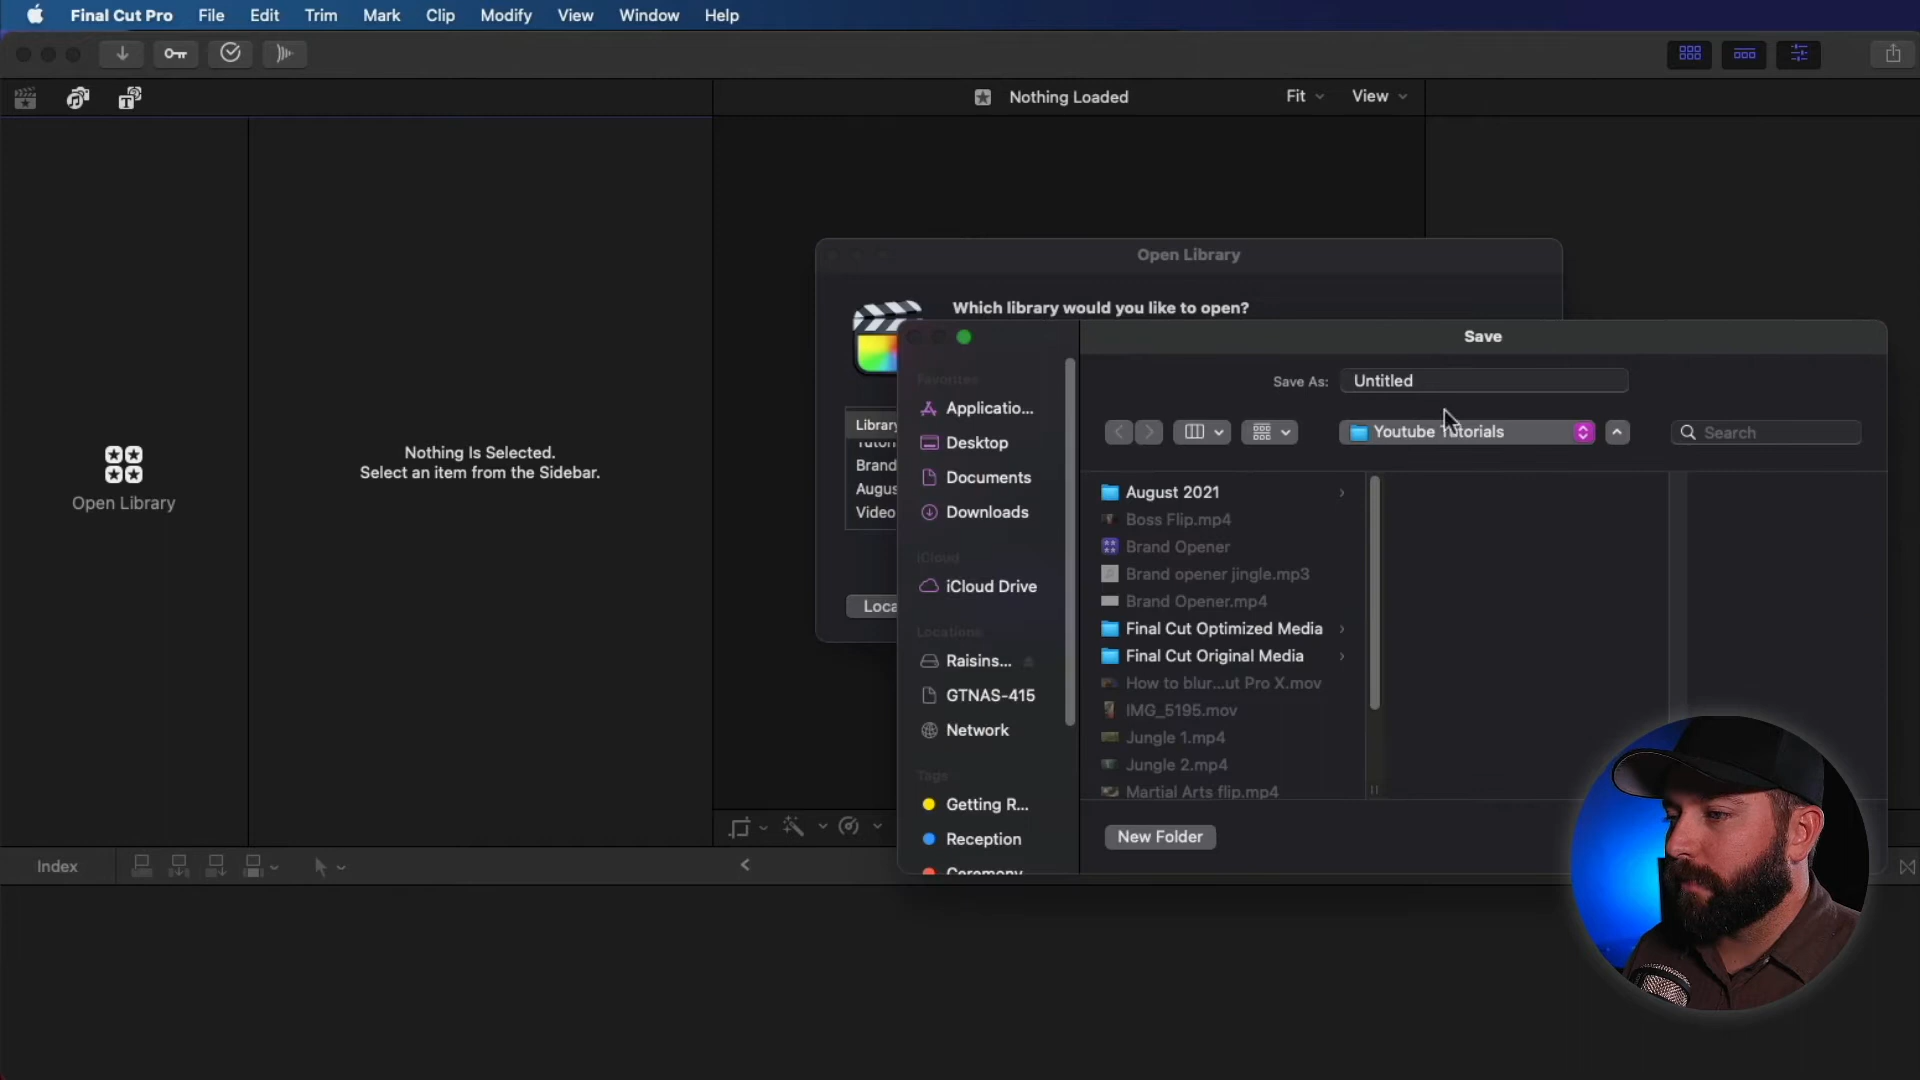 Final Cut Pro File Edit Trim Mark Clip Modify View Window Help
Nothing Loaded
Fit
View
Open Library
Nothing Is Selected.
Select an item from the Sidebar.
Open Library
Which library would you like to open?
Library
Brand
Augus
Video
Loca
Save
Save As: Untitled
Youtube Tutorials
Search
Favorites
Applicatio...
Desktop
Documents
Downloads
iCloud
iCloud Drive
Locations
Raisins...
GTNAS-415
Network
Tags
Getting R...
Reception
Ceremony
August 2021
Boss Flip.mp4
Brand Opener
Brand opener jingle.mp3
Brand Opener.mp4
Final Cut Optimized Media
Final Cut Original Media
How to blur...ut Pro X.mov
IMG_5195.mov
Jungle 1.mp4
Jungle 2.mp4
Martial Arts flip.mp4
New Folder
Index